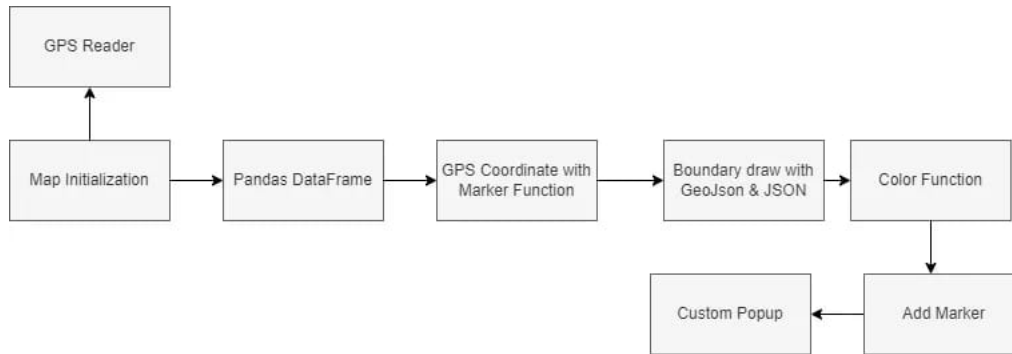 GPS Reader
Map Initialization
Pandas DataFrame
GPS Coordinate with
Marker Function
Boundary draw with
GeoJson & JSON
Color Function
Custom Popup
Add Marker